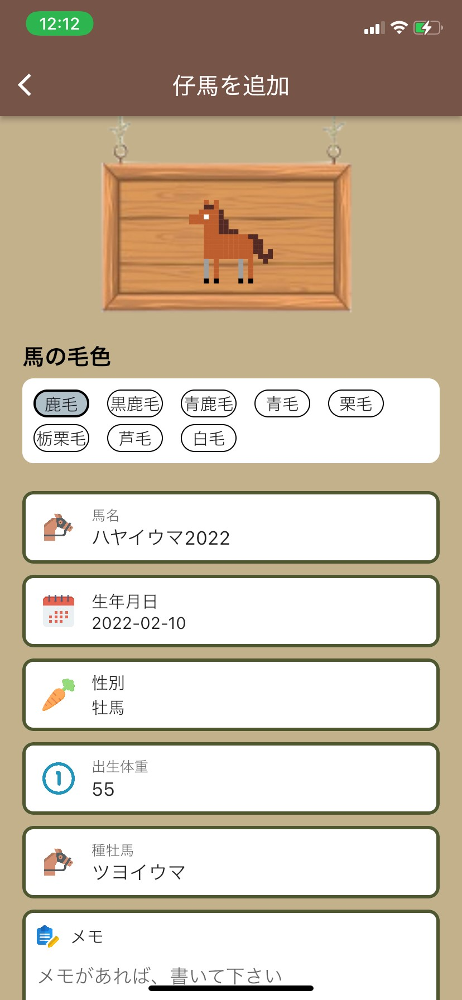 12:12
仔馬を追加
馬の毛色
鹿毛 黒鹿毛 青鹿毛 青毛 栗毛
栃栗毛 芦毛 白毛
馬名
ハヤイウマ2022
生年月日
2022-02-10
性別
牡馬
1
出生体重
55
種牡馬
ツヨイウマ
メモ
メモがあれば、書いて下さい